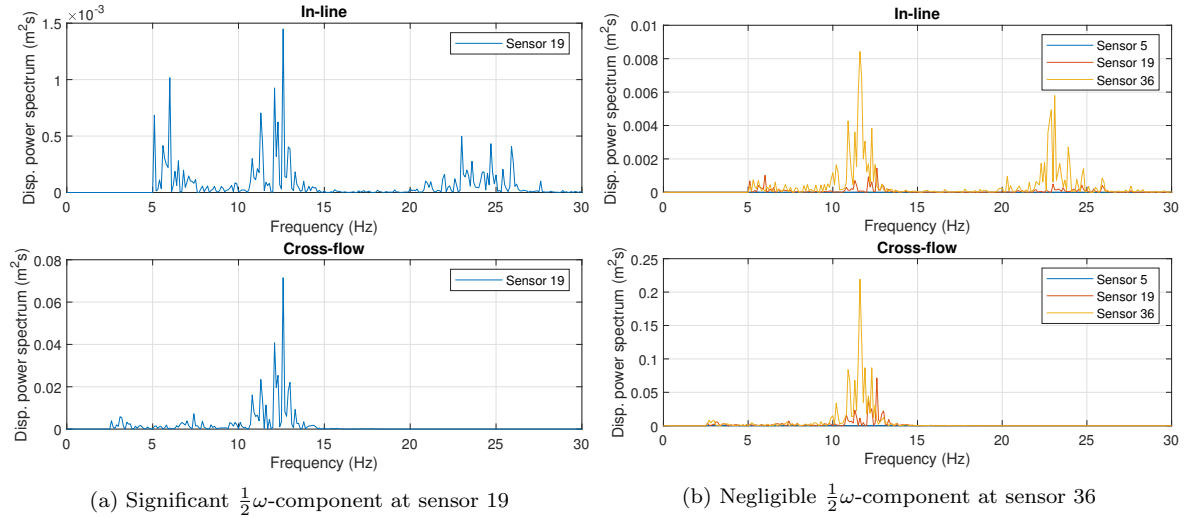 In-line
×10⁻³
Disp. power spectrum (m²s)
1.5
1
0.5
0
Sensor 19
0 5 10 15 20 25 30
Frequency (Hz)
Cross-flow
Disp. power spectrum (m²s)
0.08
0.06
0.04
0.02
0
Sensor 19
0 5 10 15 20 25 30
Frequency (Hz)
(a) Significant ½ω-component at sensor 19
In-line
Disp. power spectrum (m²s)
0.01
0.008
0.006
0.004
0.002
0
Sensor 5
Sensor 19
Sensor 36
0 5 10 15 20 25 30
Frequency (Hz)
Cross-flow
Disp. power spectrum (m²s)
0.25
0.2
0.15
0.1
0.05
0
Sensor 5
Sensor 19
Sensor 36
0 5 10 15 20 25 30
Frequency (Hz)
(b) Negligible ½ω-component at sensor 36